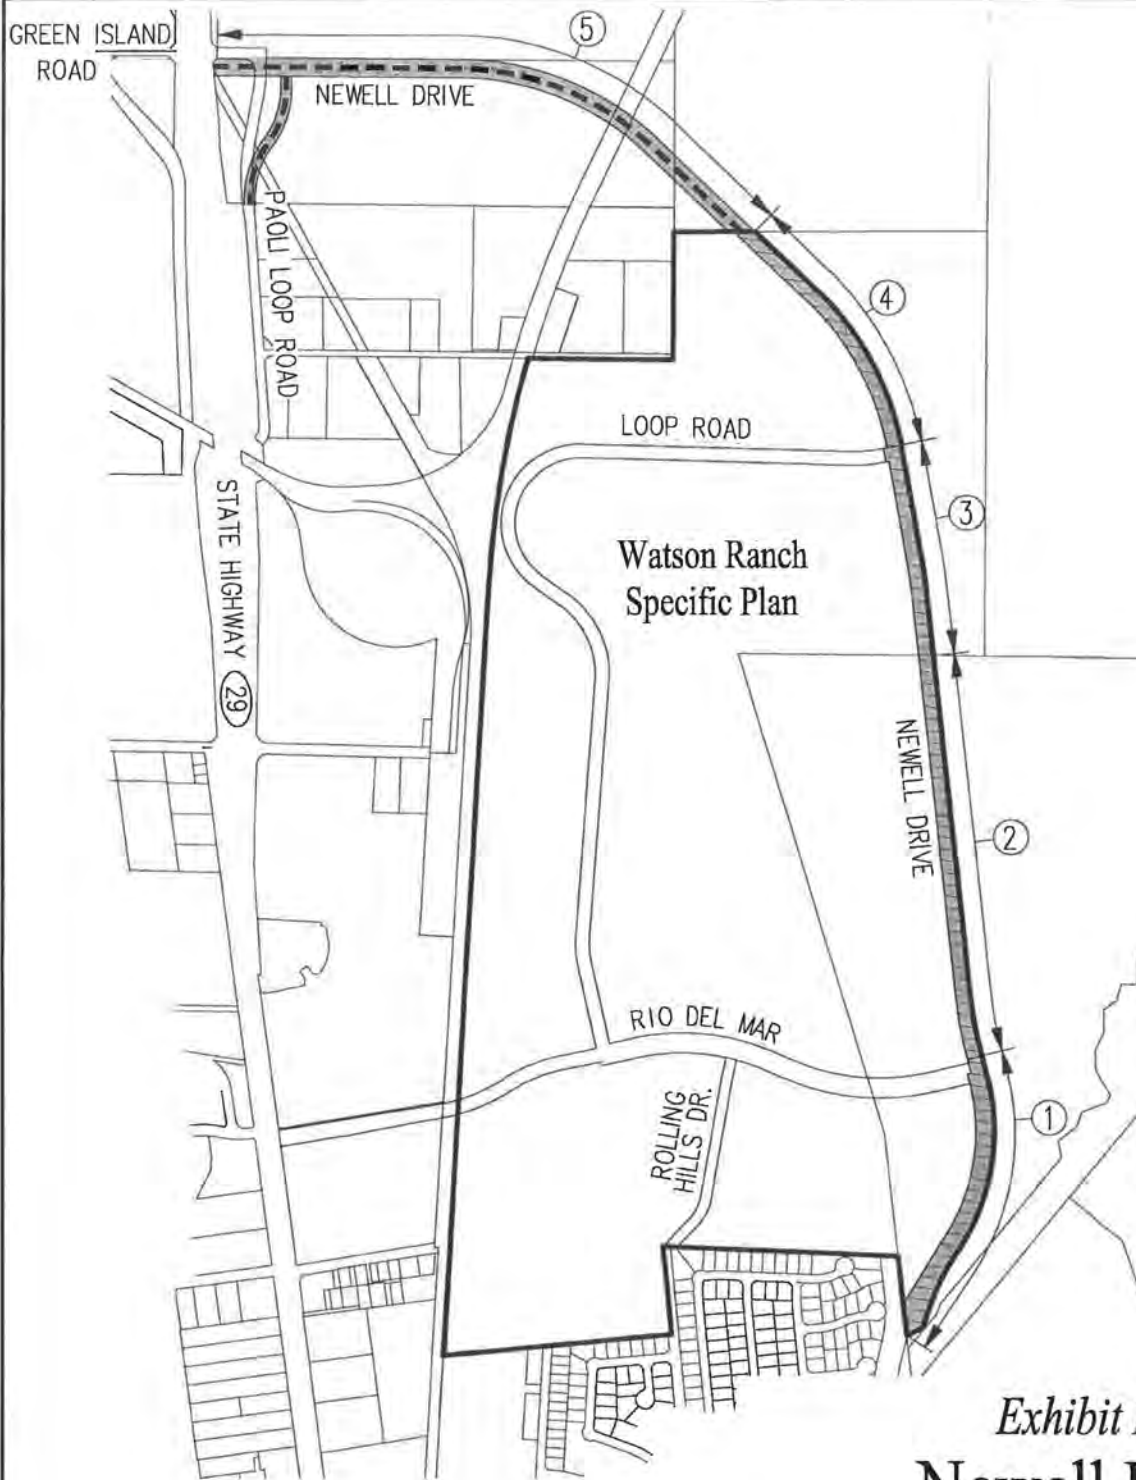 GREEN ISLAND
ROAD
5
NEWELL DRIVE
PAOLI LOOP ROAD
4
LOOP ROAD
3
STATE HIGHWAY 29
Watson Ranch
Specific Plan
NEWELL DRIVE
2
RIO DEL MAR
ROLLING
HILLS DR.
1
Exhibit
Newell